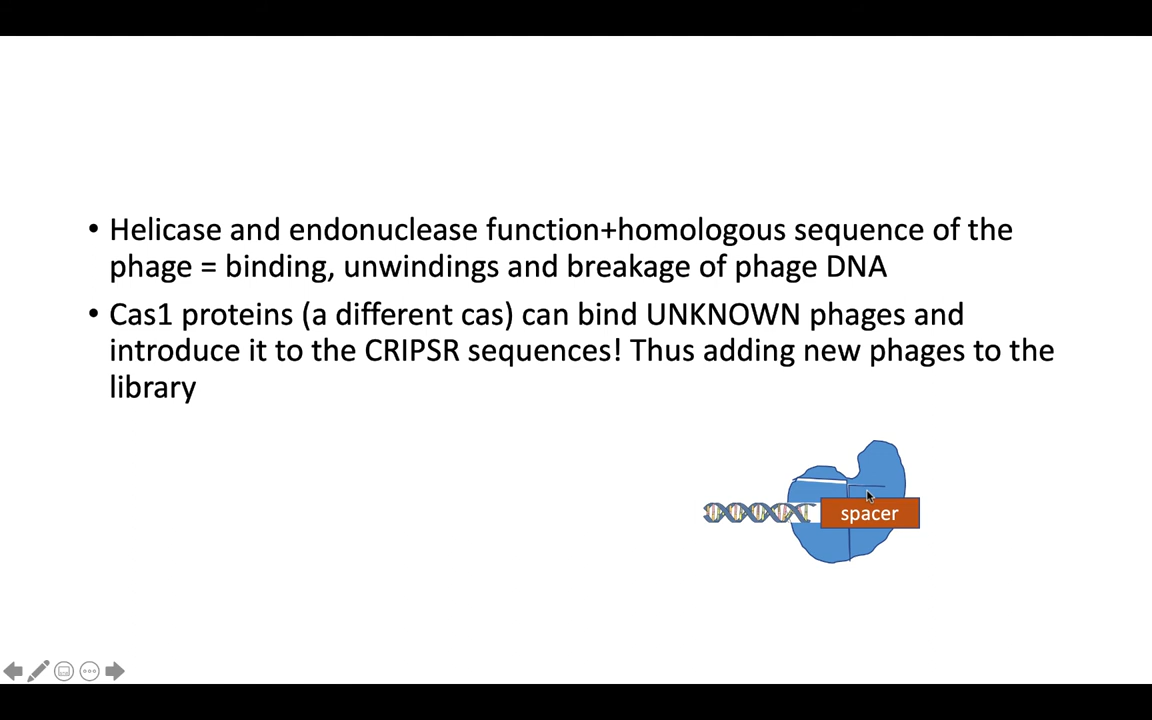 • Helicase and endonuclease function+homologous sequence of the
phage = binding, unwindings and breakage of phage DNA
• Cas1 proteins (a different cas) can bind UNKNOWN phages and
introduce it to the CRIPSR sequences! Thus adding new phages to the
library
spacer